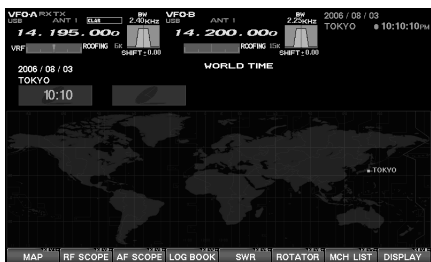 VFO-A RX TX
USB ANT 1 CLAR BW 2.40KHz
14.195.000
VRF ROOFING 6K SHIFT ± 0.00
VFO-B
USB ANT 1 BW 2.25KHz
14.200.000
ROOFING 15K SHIFT ± 0.00
2006 / 08 / 03
TOKYO 10:10:10PM
WORLD TIME
2006 / 08 / 03
TOKYO
10:10
TOKYO
MAP RF SCOPE AF SCOPE LOG BOOK SWR ROTATOR MCH LIST DISPLAY